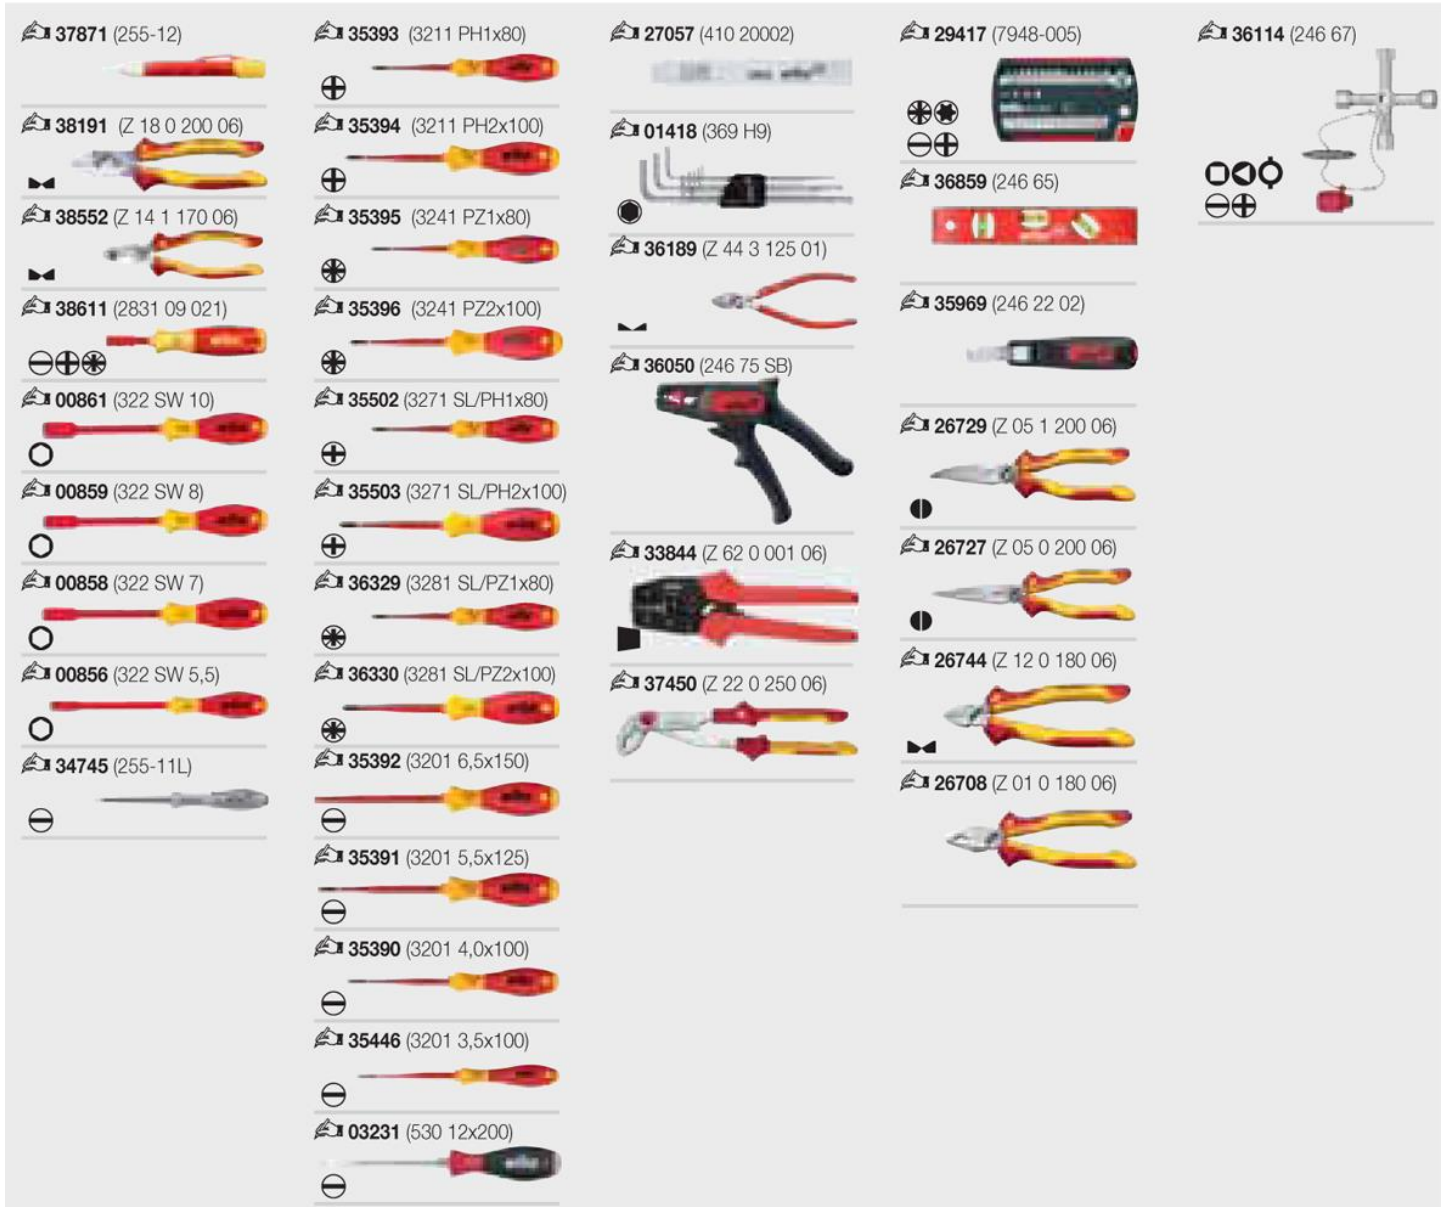 37871 (255-12)
38191 (Z 18 0 200 06)
38552 (Z 14 1 170 06)
38611 (2831 09 021)
00861 (322 SW 10)
00859 (322 SW 8)
00858 (322 SW 7)
00856 (322 SW 5,5)
34745 (255-11L)
35393 (3211 PH1x80)
35394 (3211 PH2x100)
35395 (3241 PZ1x80)
35396 (3241 PZ2x100)
35502 (3271 SL/PH1x80)
35503 (3271 SL/PH2x100)
36329 (3281 SL/PZ1x80)
36330 (3281 SL/PZ2x100)
35392 (3201 6,5x150)
35391 (3201 5,5x125)
35390 (3201 4,0x100)
35446 (3201 3,5x100)
03231 (530 12x200)
27057 (410 20002)
01418 (369 H9)
36189 (Z 44 3 125 01)
36050 (246 75 SB)
33844 (Z 62 0 001 06)
37450 (Z 22 0 250 06)
29417 (7948-005)
36859 (246 65)
35969 (246 22 02)
26729 (Z 05 1 200 06)
26727 (Z 05 0 200 06)
26744 (Z 12 0 180 06)
26708 (Z 01 0 180 06)
36114 (246 67)